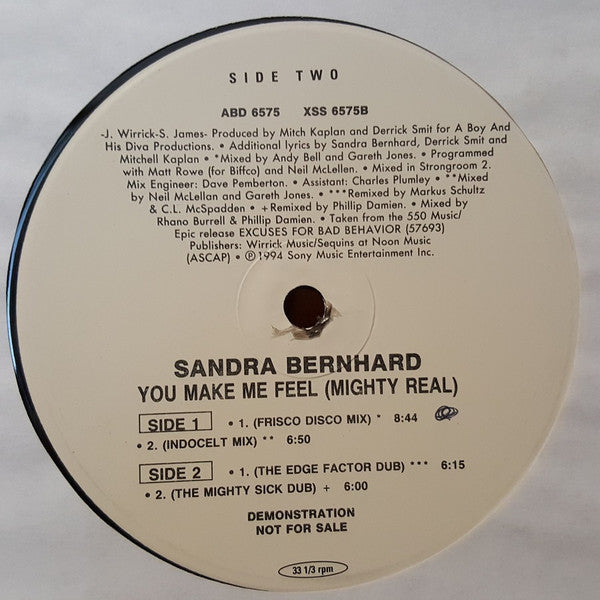 SIDE TWO
ABD 6575 XSS 6575B
-J. Wirrick-S. James- Produced by Mitch Kaplan and Derrick Smit for A Boy And
His Diva Productions. • Additional lyrics by Sandra Bernhard, Derrick Smit and
Mitchell Kaplan • *Mixed by Andy Bell and Gareth Jones. • Programmed
with Matt Rowe (for Biffco) and Neil McLellen. • Mixed in Strongroom 2.
Mix Engineer: Dave Pemberton. • Assistant: Charles Plumley • **Mixed
by Neil McLellan and Gareth Jones. • ***Remixed by Markus Schultz
& C.L. McSpadden • +Remixed by Phillip Damien. • Mixed by
Rhano Burrell & Phillip Damien. • Taken from the 550 Music/
Epic release EXCUSES FOR BAD BEHAVIOR (57693)
Publishers: Wirrick Music/Sequins at Noon Music
(ASCAP) • ℗1994 Sony Music Entertainment Inc.
SANDRA BERNHARD
YOU MAKE ME FEEL (MIGHTY REAL)
SIDE 1 • 1. (FRISCO DISCO MIX) * 8:44
• 2. (INDOCELT MIX) ** 6:50
SIDE 2 • 1. (THE EDGE FACTOR DUB) *** 6:15
• 2. (THE MIGHTY SICK DUB) + 6:00
DEMONSTRATION
NOT FOR SALE
33 1/3 rpm